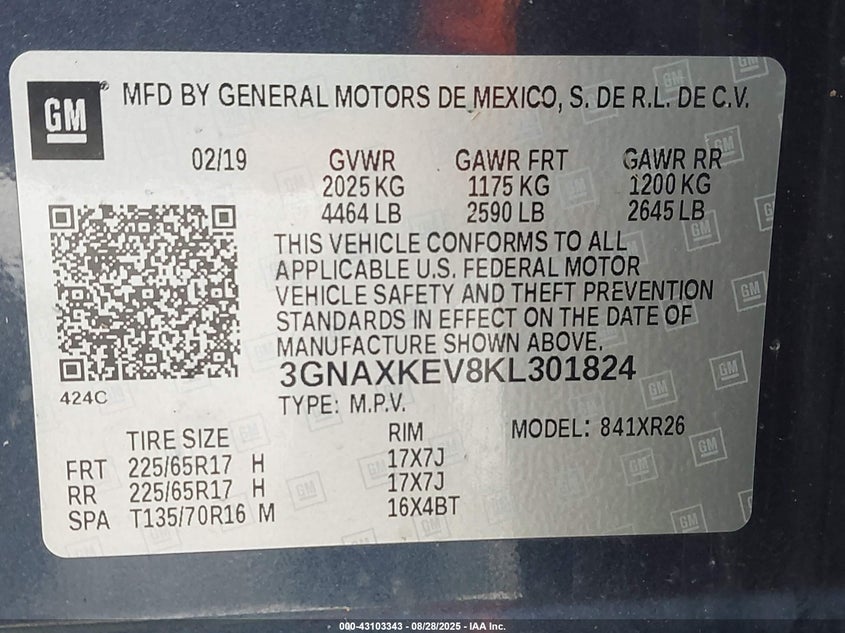 GM ® MFD BY GENERAL MOTORS DE MEXICO, S. DE R.L. DE C.V.
02/19 GVWR GAWR FRT GAWR RR
2025 KG 1175 KG 1200 KG
4464 LB 2590 LB 2645 LB
THIS VEHICLE CONFORMS TO ALL
APPLICABLE U.S. FEDERAL MOTOR
VEHICLE SAFETY AND THEFT PREVENTION
STANDARDS IN EFFECT ON THE DATE OF
MANUFACTURE SHOWN ABOVE.
3GNAXKEV8KL301824
424C
TYPE: M.P.V.
TIRE SIZE RIM MODEL: 841XR26
FRT 225/65R17 H 17X7J
RR 225/65R17 H 17X7J
SPA T135/70R16 M 16X4BT
000-43103343 - 08/28/2025 - IAA Inc.